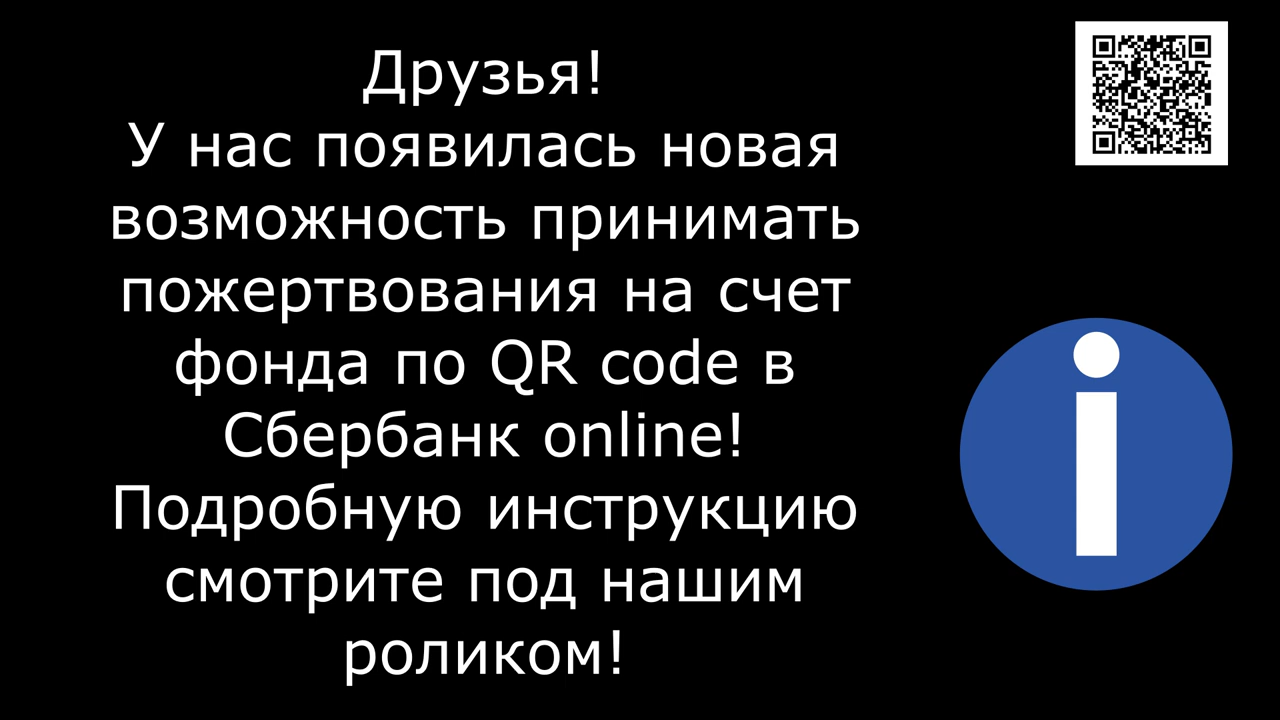 Друзья!
У нас появилась новая
возможность принимать
пожертвования на счет
фонда по QR code в
Сбербанк online!
Подробную инструкцию
смотрите под нашим
роликом!